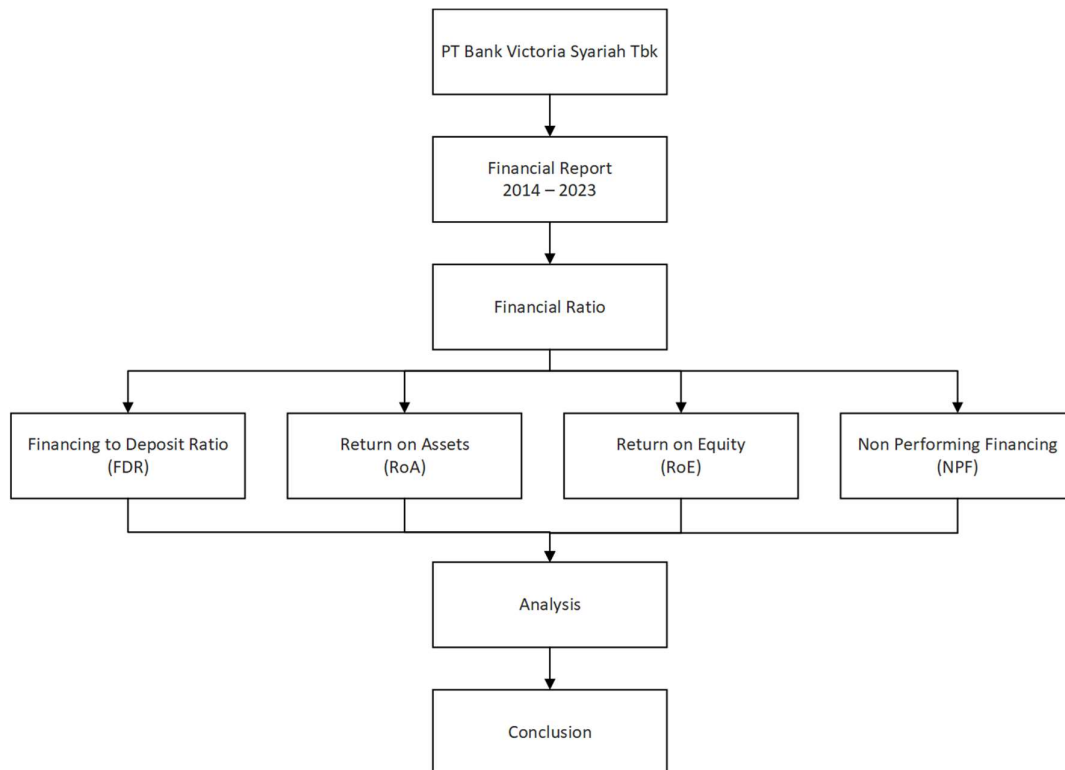 PT Bank Victoria Syariah Tbk
Financial Report
2014 – 2023
Financial Ratio
Financing to Deposit Ratio
(FDR)
Return on Assets
(RoA)
Return on Equity
(RoE)
Non Performing Financing
(NPF)
Analysis
Conclusion